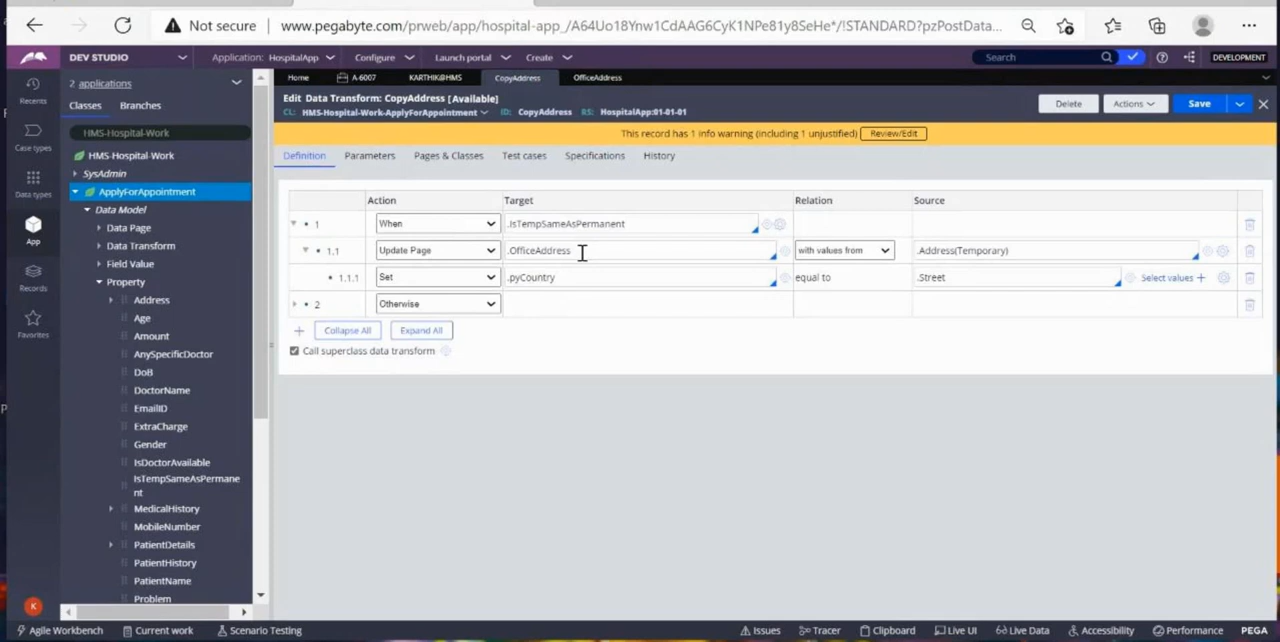 Not secure www.pegabyte.com/prweb/app/hospital-app_/A64Uo18Ynw1CdAAG6CyK1NPe81y8SeHe*/!STANDARD?pzPostData...
DEV STUDIO Application: HospitalApp Configure Launch portal Create Search DEVELOPMENT
2 applications Home A-6007 KARTHIK@HMS CopyAddress OfficeAddress
Recents
Classes Branches
Edit Data Transform: CopyAddress [Available] Delete Actions Save
CL: HMS-Hospital-Work-ApplyForAppointment ID: CopyAddress RS: HospitalApp:01-01-01
HMS-Hospital-Work
This record has 1 info warning (including 1 unjustified) Review/Edit
Case types
HMS-Hospital-Work
Definition Parameters Pages & Classes Test cases Specifications History
SysAdmin
Data types
ApplyForAppointment
Action Target Relation Source
Data Model
App
Data Page
1 When .IsTempSameAsPermanent
Data Transform
1.1 Update Page .OfficeAddress with values from .Address(Temporary)
Field Value
Records
Property
1.1.1 Set .pyCountry equal to .Street Select values +
Address
2 Otherwise
Age
Favorites
Amount
Collapse All Expand All
AnySpecificDoctor
Call superclass data transform
DoB
DoctorName
EmailID
ExtraCharge
Gender
IsDoctorAvailable
IsTempSameAsPermane
nt
MedicalHistory
MobileNumber
PatientDetails
PatientHistory
PatientName
Problem
K
Agile Workbench Current work Scenario Testing Issues Tracer Clipboard Live UI Live Data Accessibility Performance PEGA